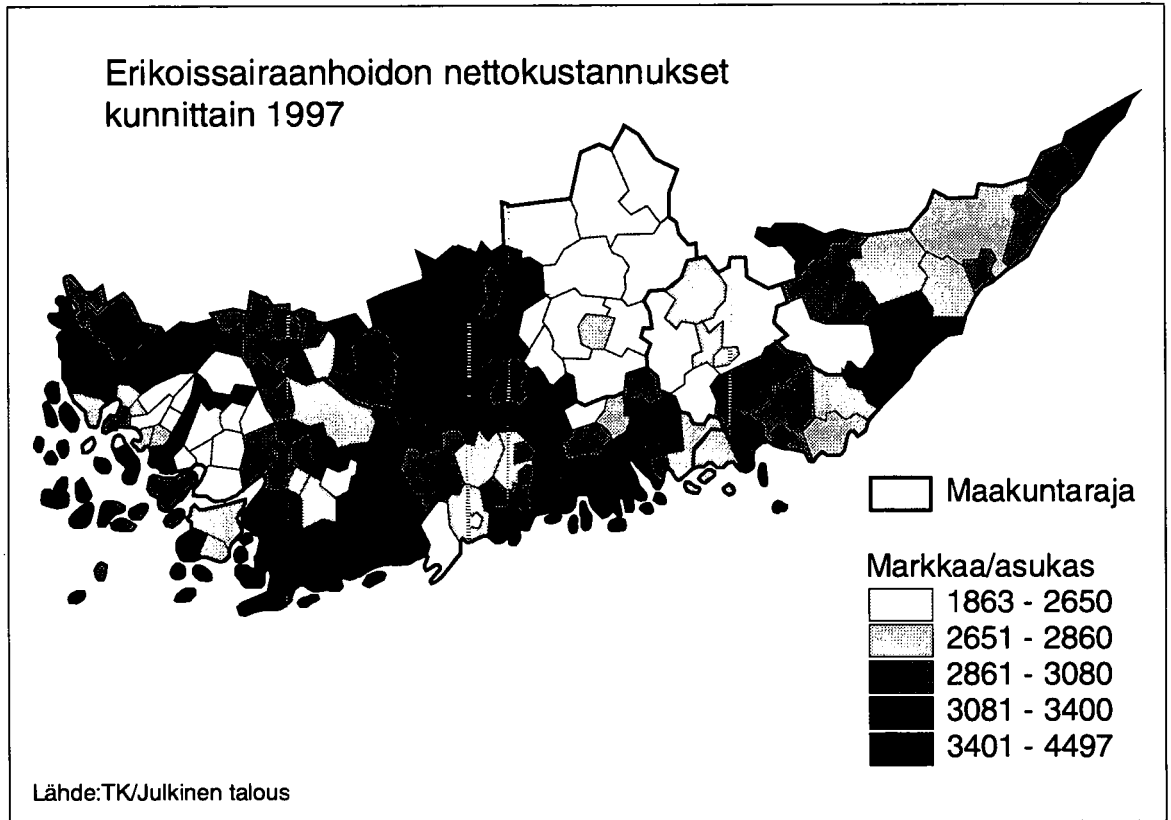 Erikoissairaanhoidon nettokustannukset
kunnittain 1997
Maakuntaraja
Markkaa/asukas
1863 - 2650
2651 - 2860
2861 - 3080
3081 - 3400
3401 - 4497
Lähde:TK/Julkinen talous